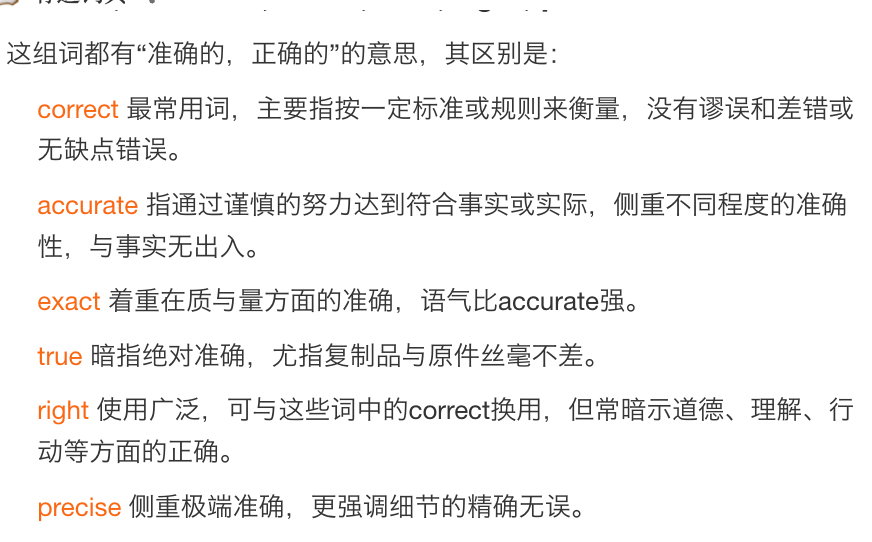 这组词都有“准确的，正确的”的意思，其区别是：
correct 最常用词，主要指按一定标准或规则来衡量，没有谬误和差错或
无缺点错误。
accurate 指通过谨慎的努力达到符合事实或实际，侧重不同程度的准确
性，与事实无出入。
exact 着重在质与量方面的准确，语气比accurate强。
true 暗指绝对准确，尤指复制品与原件丝毫不差。
right 使用广泛，可与这些词中的correct换用，但常暗示道德、理解、行
动等方面的正确。
precise 侧重极端准确，更强调细节的精确无误。